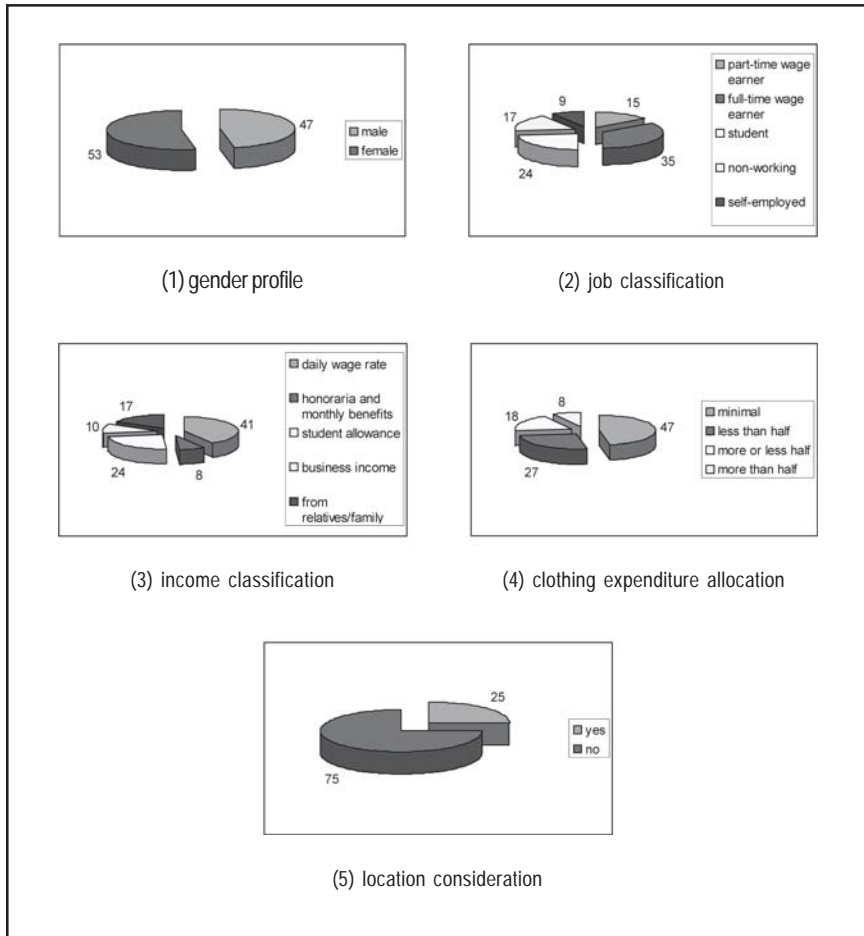 47
53
male
female
(1) gender profile
9
15
17
24
35
part-time wage
earner
full-time wage
earner
student
non-working
self-employed
(2) job classification
17
10
41
24
8
daily wage rate
honoraria and
monthly benefits
student allowance
business income
from
relatives/family
(3) income classification
8
18
47
27
minimal
less than half
more or less half
more than half
(4) clothing expenditure allocation
25
75
yes
no
(5) location consideration